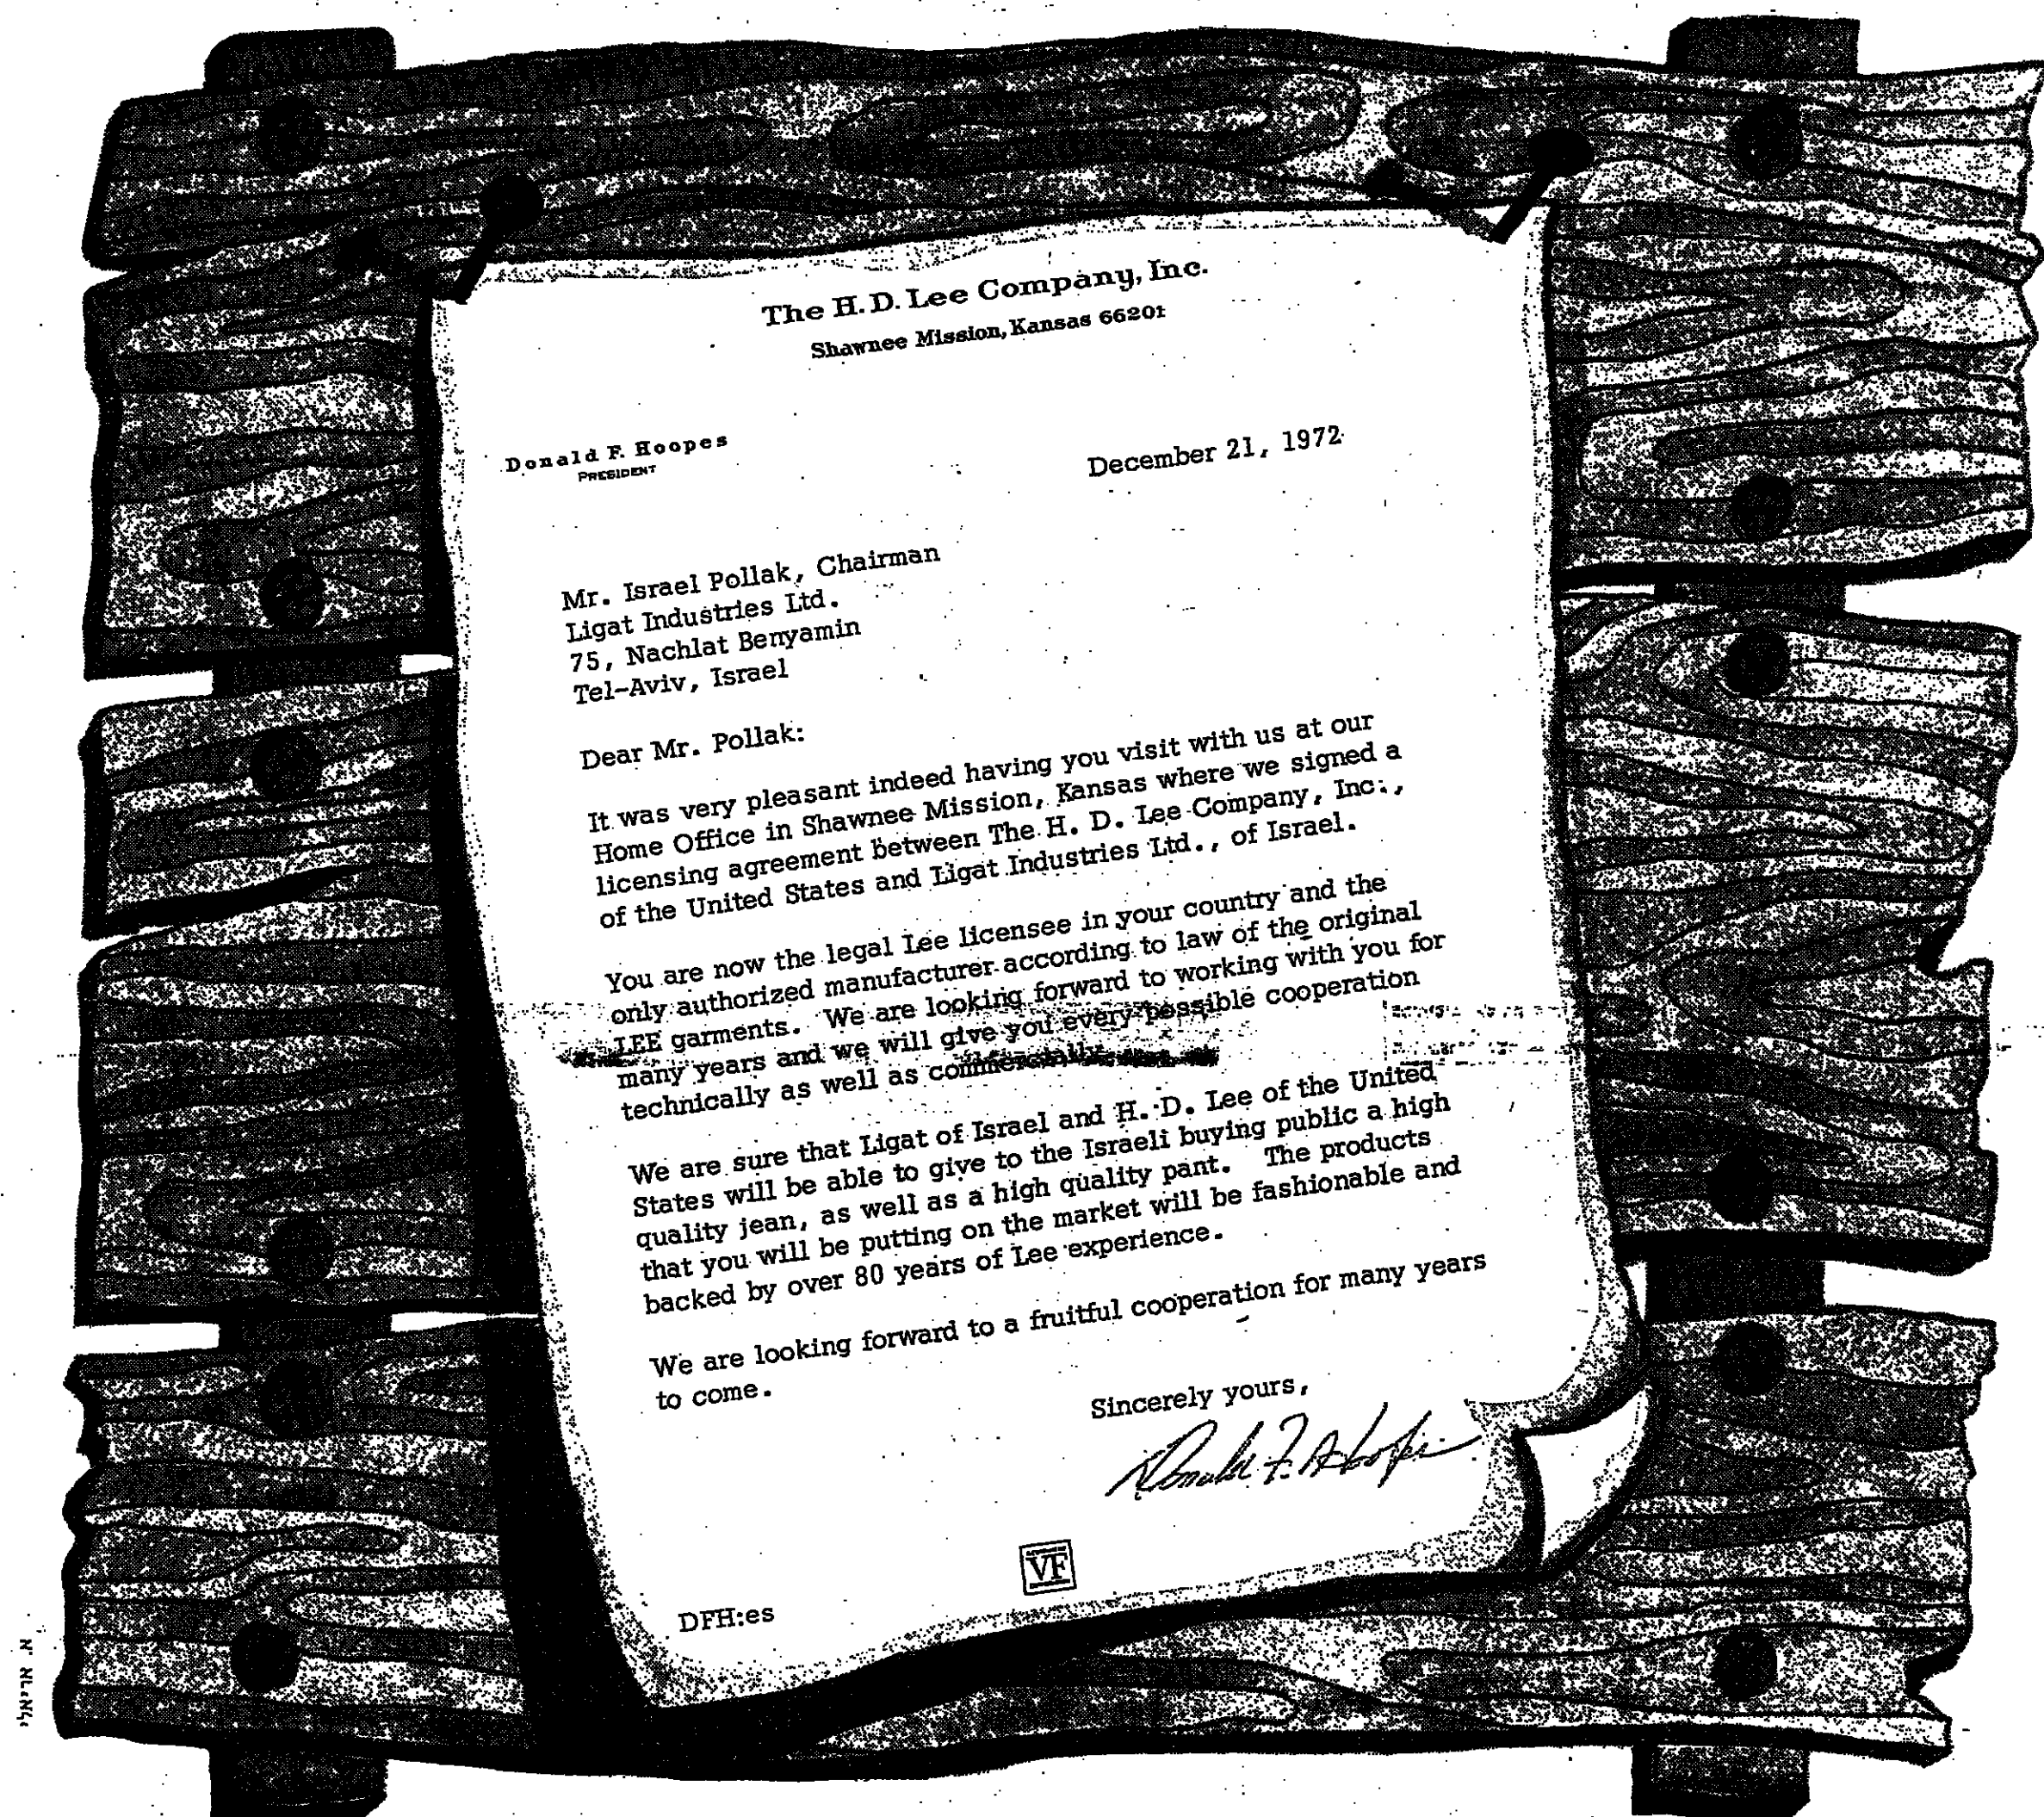 The H. D. Lee Company, Inc.
Shawnee Mission, Kansas 66201
Donald F. Hoopes
PRESIDENT
December 21, 1972
Mr. Israel Pollak, Chairman
Ligat Industries Ltd.
75, Nachlat Benyamin
Tel-Aviv, Israel
Dear Mr. Pollak:
It was very pleasant indeed having you visit with us at our
Home Office in Shawnee Mission, Kansas where we signed a
licensing agreement between The H. D. Lee Company, Inc.,
of the United States and Ligat Industries Ltd., of Israel.
You are now the legal Lee licensee in your country and the
only authorized manufacturer according to law of the original
LEE garments. We are looking forward to working with you for
many years and we will give you every possible cooperation
technically as well as commercially
We are sure that Ligat of Israel and H. D. Lee of the United
States will be able to give to the Israeli buying public a high
quality jean, as well as a high quality pant. The products
that you will be putting on the market will be fashionable and
backed by over 80 years of Lee experience.
We are looking forward to a fruitful cooperation for many years
to come.
Sincerely yours,
Donald F. Hoopes
VF
DFH:es